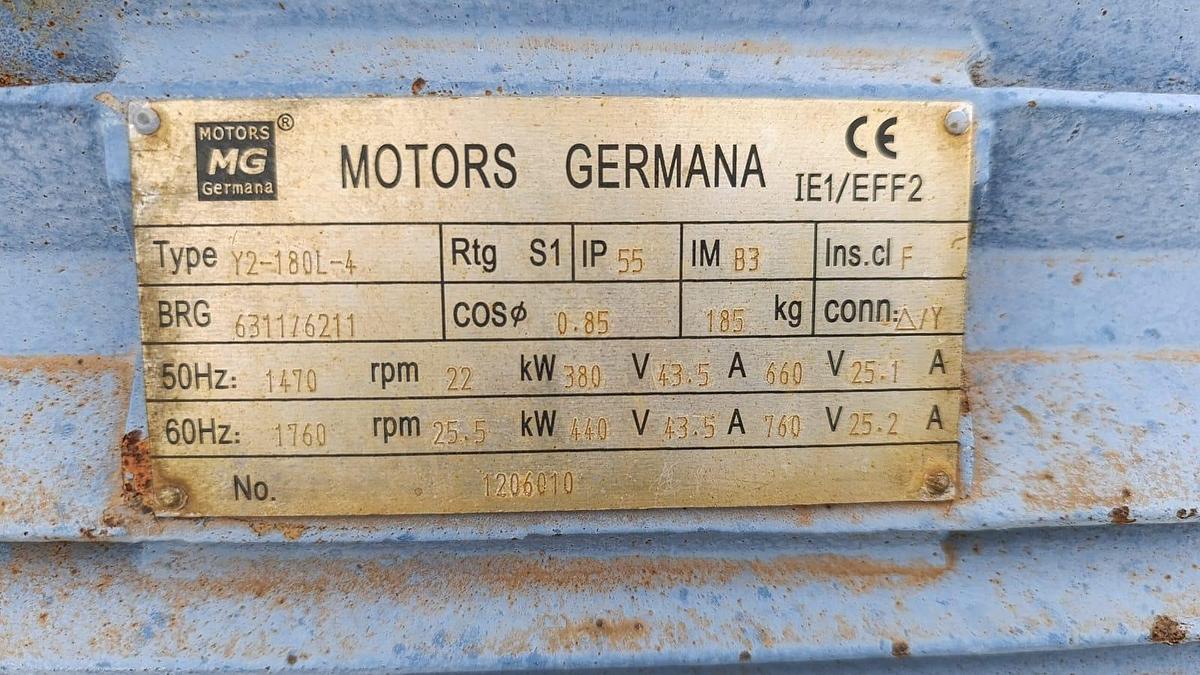 MOTORS
MG
Germana
®
MOTORS GERMANA
CE
IE1/EFF2
Type Y2-180L-4 Rtg S1 IP 55 IM B3 Ins.cl F
BRG 6311/6211 COSϕ 0.85 185 kg conn: △/Y
50Hz: 1470 rpm 22 kW 380 V 43.5 A 660 V 25.1 A
60Hz: 1760 rpm 25.5 kW 440 V 43.5 A 760 V 25.2 A
No. 1206010